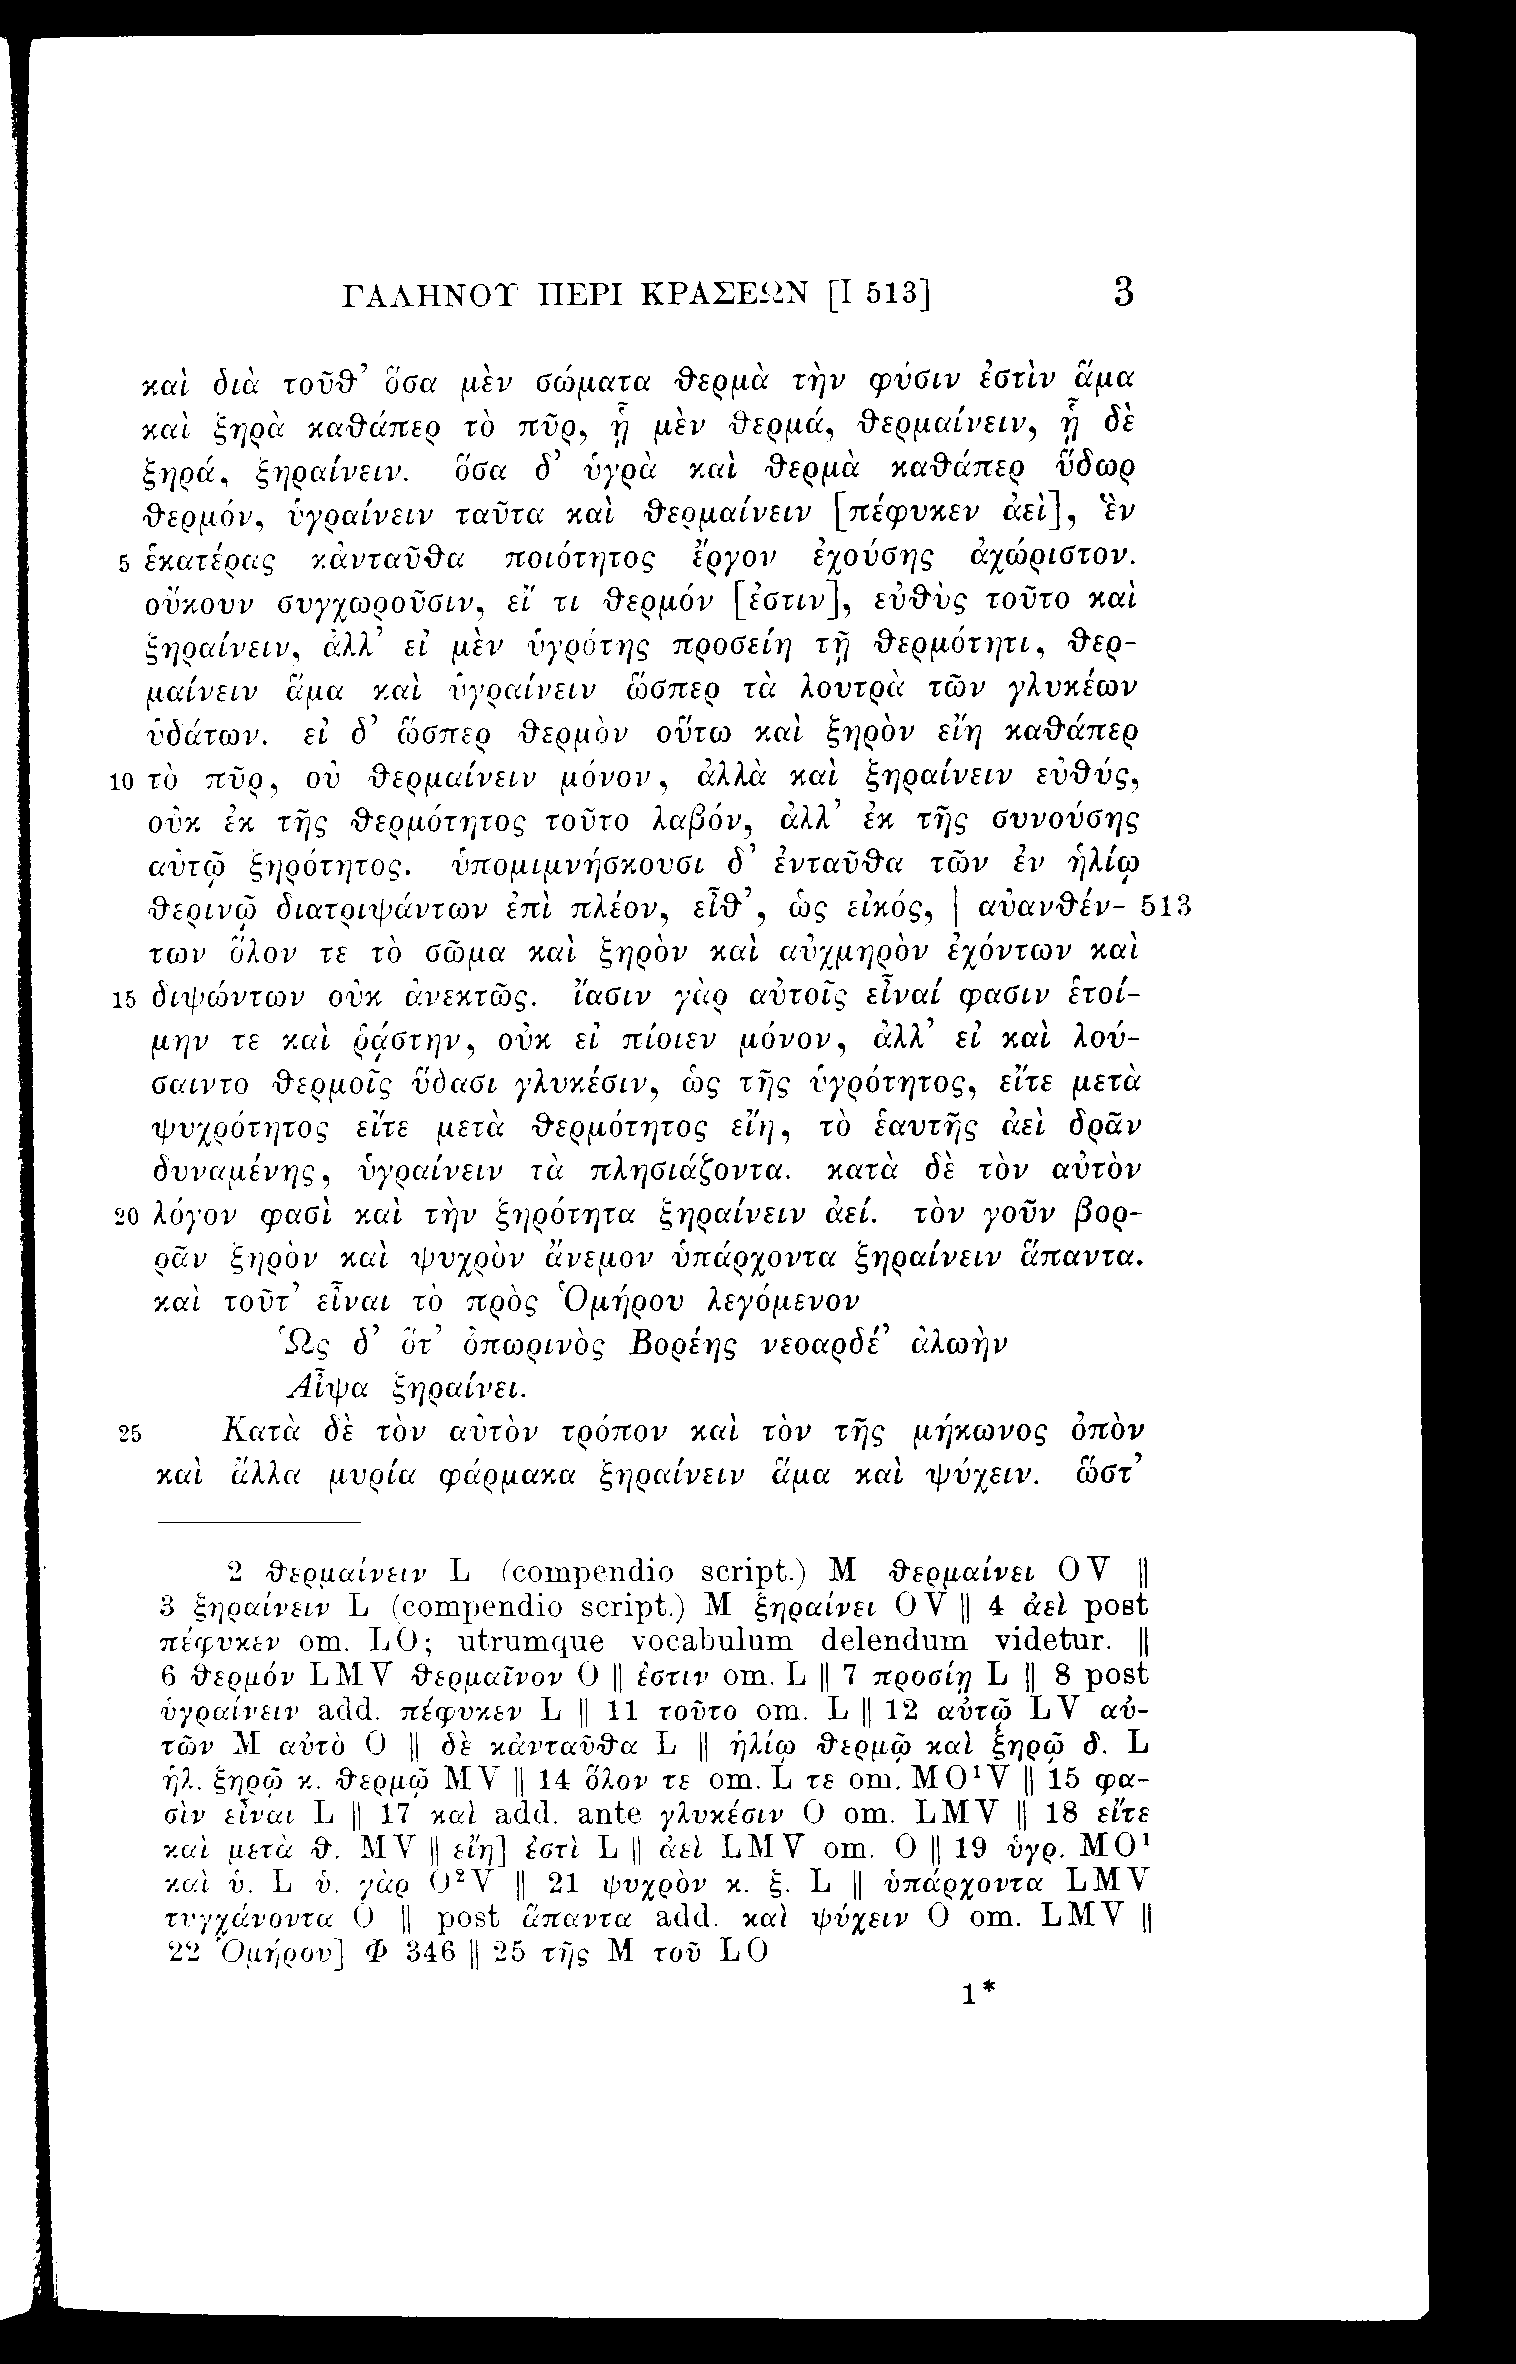 ΓΑΛΗΝΟΥ ΠΕΡΙ ΚΡΑΣΕΩΝ [I 513] 3
καὶ διὰ τοῦθ’ ὅσα μὲν σώματα θερμὰ τὴν φύσιν ἐστὶν ἅμα
καὶ ξηρὰ καθάπερ τὸ πῦρ, ᾗ μὲν θερμά, θερμαίνειν, ᾗ δὲ
ξηρά, ξηραίνειν. ὅσα δ’ ὑγρὰ καὶ θερμὰ καθάπερ ὕδωρ
θερμόν, ὑγραίνειν ταῦτα καὶ θερμαίνειν [πέφυκεν ἀεὶ], ἓν
5 ἑκατέρας κἀνταῦθα ποιότητος ἔργον ἐχούσης ἀχώριστον.
οὔκουν συγχωροῦσιν, εἴ τι θερμόν [ἐστιν], εὐθὺς τοῦτο καὶ
ξηραίνειν, ἀλλ’ εἰ μὲν ὑγρότης προσείη τῇ θερμότητι, θερ-
μαίνειν ἅμα καὶ ὑγραίνειν ὥσπερ τὰ λουτρὰ τῶν γλυκέων
ὑδάτων. εἰ δ’ ὥσπερ θερμὸν οὕτω καὶ ξηρὸν εἴη καθάπερ
10 τὸ πῦρ, οὐ θερμαίνειν μόνον, ἀλλὰ καὶ ξηραίνειν εὐθύς,
οὐκ ἐκ τῆς θερμότητος τοῦτο λαβόν, ἀλλ’ ἐκ τῆς συνούσης
αὐτῷ ξηρότητος. ὑπομιμνήσκουσι δ’ ἐνταῦθα τῶν ἐν ἡλίῳ
θερινῷ διατριψάντων ἐπὶ πλέον, εἶθ’, ὡς εἰκός, | αὐανθέν- 513
των ὅλον τε τὸ σῶμα καὶ ξηρὸν καὶ αὐχμηρὸν ἐχόντων καὶ
15 διψώντων οὐκ ἀνεκτῶς. ἴασιν γὰρ αὐτοῖς εἶναί φασιν ἑτοί-
μην τε καὶ ῥᾴστην, οὐκ εἰ πίοιεν μόνον, ἀλλ’ εἰ καὶ λού-
σαιντο θερμοῖς ὕδασι γλυκέσιν, ὡς τῆς ὑγρότητος, εἴτε μετὰ
ψυχρότητος εἴτε μετὰ θερμότητος εἴη, τὸ ἑαυτῆς ἀεὶ δρᾶν
δυναμένης, ὑγραίνειν τὰ πλησιάζοντα. κατὰ δὲ τὸν αὐτὸν
20 λόγον φασὶ καὶ τὴν ξηρότητα ξηραίνειν ἀεί. τὸν γοῦν βορ-
ρᾶν ξηρὸν καὶ ψυχρὸν ἄνεμον ὑπάρχοντα ξηραίνειν ἅπαντα.
καὶ τοῦτ’ εἶναι τὸ πρὸς Ὁμήρου λεγόμενον
Ὡς δ’ ὅτ’ ὀπωρινὸς Βορέης νεοαρδέ’ ἀλωὴν
Αἶψα ξηραίνει.
25 Κατὰ δὲ τὸν αὐτὸν τρόπον καὶ τὸν τῆς μήκωνος ὀπὸν
καὶ ἄλλα μυρία φάρμακα ξηραίνειν ἅμα καὶ ψύχειν. ὥστ’
2 θερμαίνειν L (compendio script.) M θερμαίνει OV ||
3 ξηραίνειν L (compendio script.) M ξηραίνει OV || 4 ἀεὶ post
πέφυκεν om. LO; utrumque vocabulum delendum videtur. ||
6 θερμόν LMV θερμαῖνον O || ἐστιν om. L || 7 προσίῃ L || 8 post
ὑγραίνειν add. πέφυκεν L || 11 τοῦτο om. L || 12 αὐτῷ LV αὐ-
τῶν M αὐτὸ O || δὲ κἀνταῦθα L || ἡλίῳ θερμῷ καὶ ξηρῷ δ. L
ἡλ. ξηρῷ κ. θερμῷ MV || 14 ὅλον τε om. L τε om. MO¹V || 15 φα-
σὶν εἶναι L || 17 καὶ add. ante γλυκέσιν O om. LMV || 18 εἴτε
καὶ μετὰ θ. MV || εἴη] ἐστὶ L || ἀεὶ LMV om. O || 19 ὑγρ. MO¹
καὶ ὑ. L ὑ. γὰρ O²V || 21 ψυχρὸν κ. ξ. L || ὑπάρχοντα LMV
τυγχάνοντα O || post ἅπαντα add. καὶ ψύχειν O om. LMV ||
22 Ὁμήρου] Φ 346 || 25 τῆς M τοῦ LO
1*